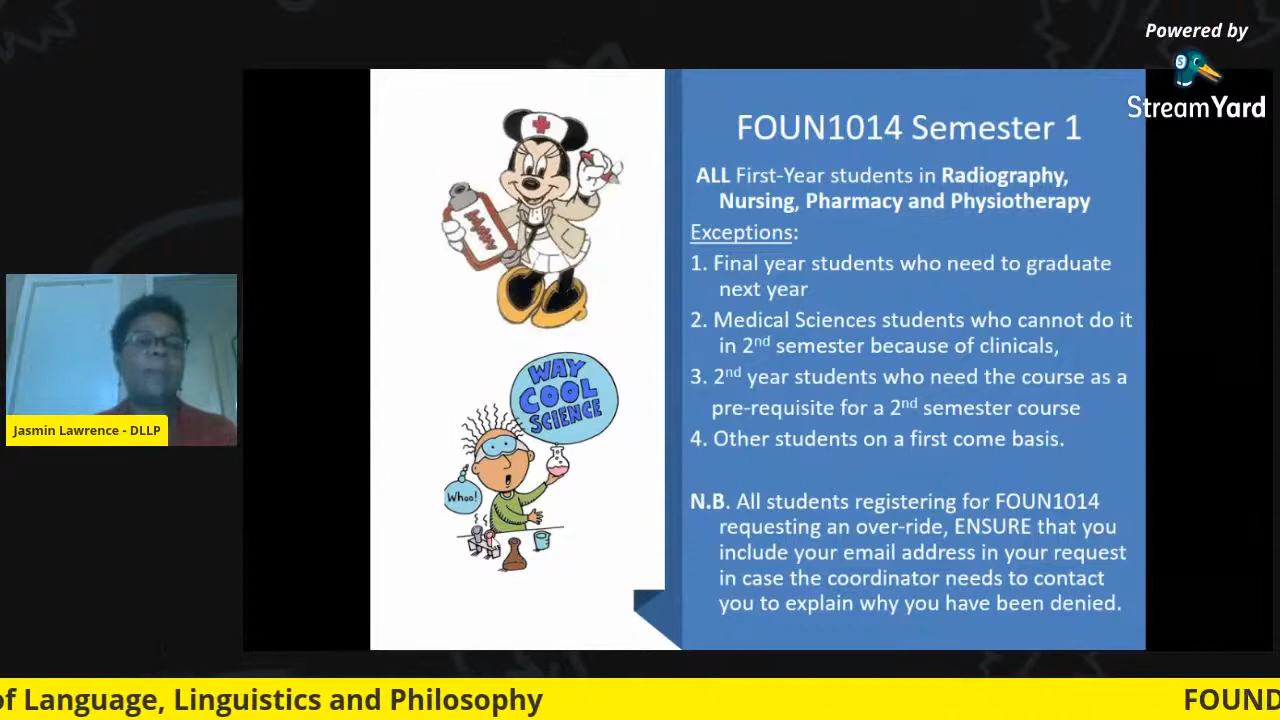 Powered by
StreamYard
FOUN1014 Semester 1
ALL First-Year students in Radiography,
Nursing, Pharmacy and Physiotherapy
Exceptions:
1. Final year students who need to graduate
next year
2. Medical Sciences students who cannot do it
in 2nd semester because of clinicals,
3. 2nd year students who need the course as a
pre-requisite for a 2nd semester course
4. Other students on a first come basis.
N.B. All students registering for FOUN1014
requesting an over-ride, ENSURE that you
include your email address in your request
in case the coordinator needs to contact
you to explain why you have been denied.
WAY
COOL
SCIENCE
Whoo!
Jasmin Lawrence - DLLP
of Language, Linguistics and Philosophy
FOUND